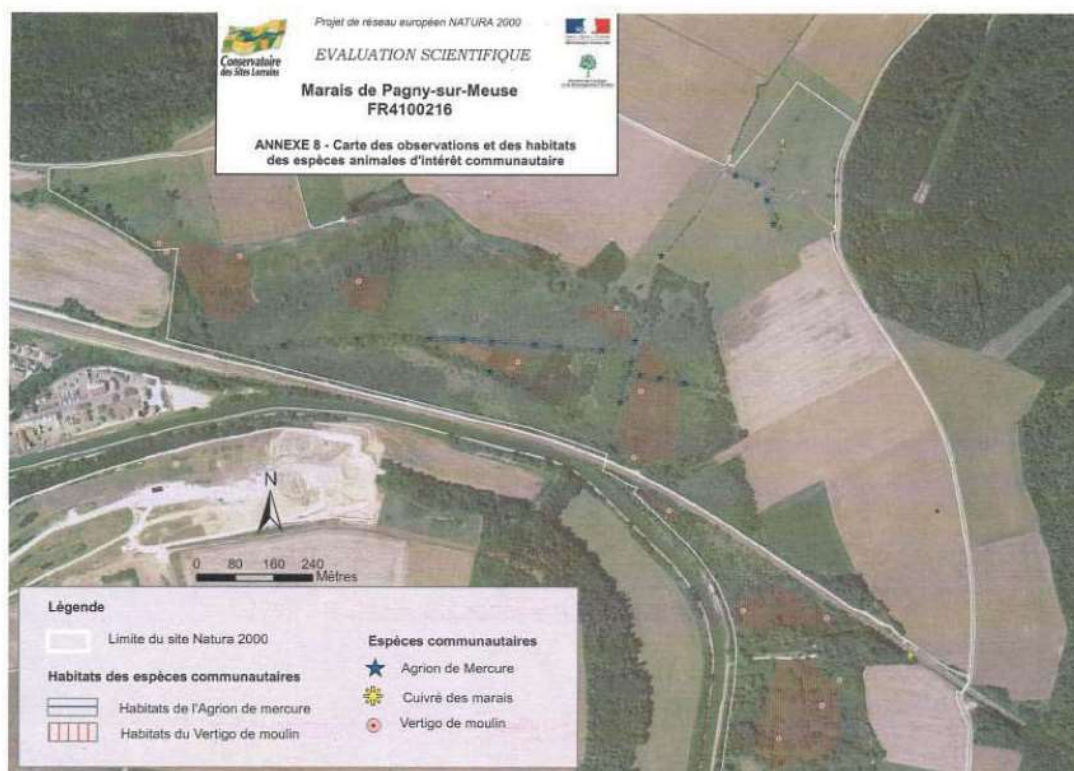 Projet de réseau européen NATURA 2000
EVALUATION SCIENTIFIQUE
Conservatoire
des Sites Lorrains
Marais de Pagny-sur-Meuse
FR4100216
ANNEXE 8 - Carte des observations et des habitats
des espèces animales d'intérêt communautaire
N
0 80 160 240
Mètres
Légende
Limite du site Natura 2000
Habitats des espèces communautaires
Habitats de l'Agrion de mercure
Habitats du Vertigo de moulin
Espèces communautaires
Agrion de Mercure
Cuivré des marais
Vertigo de moulin